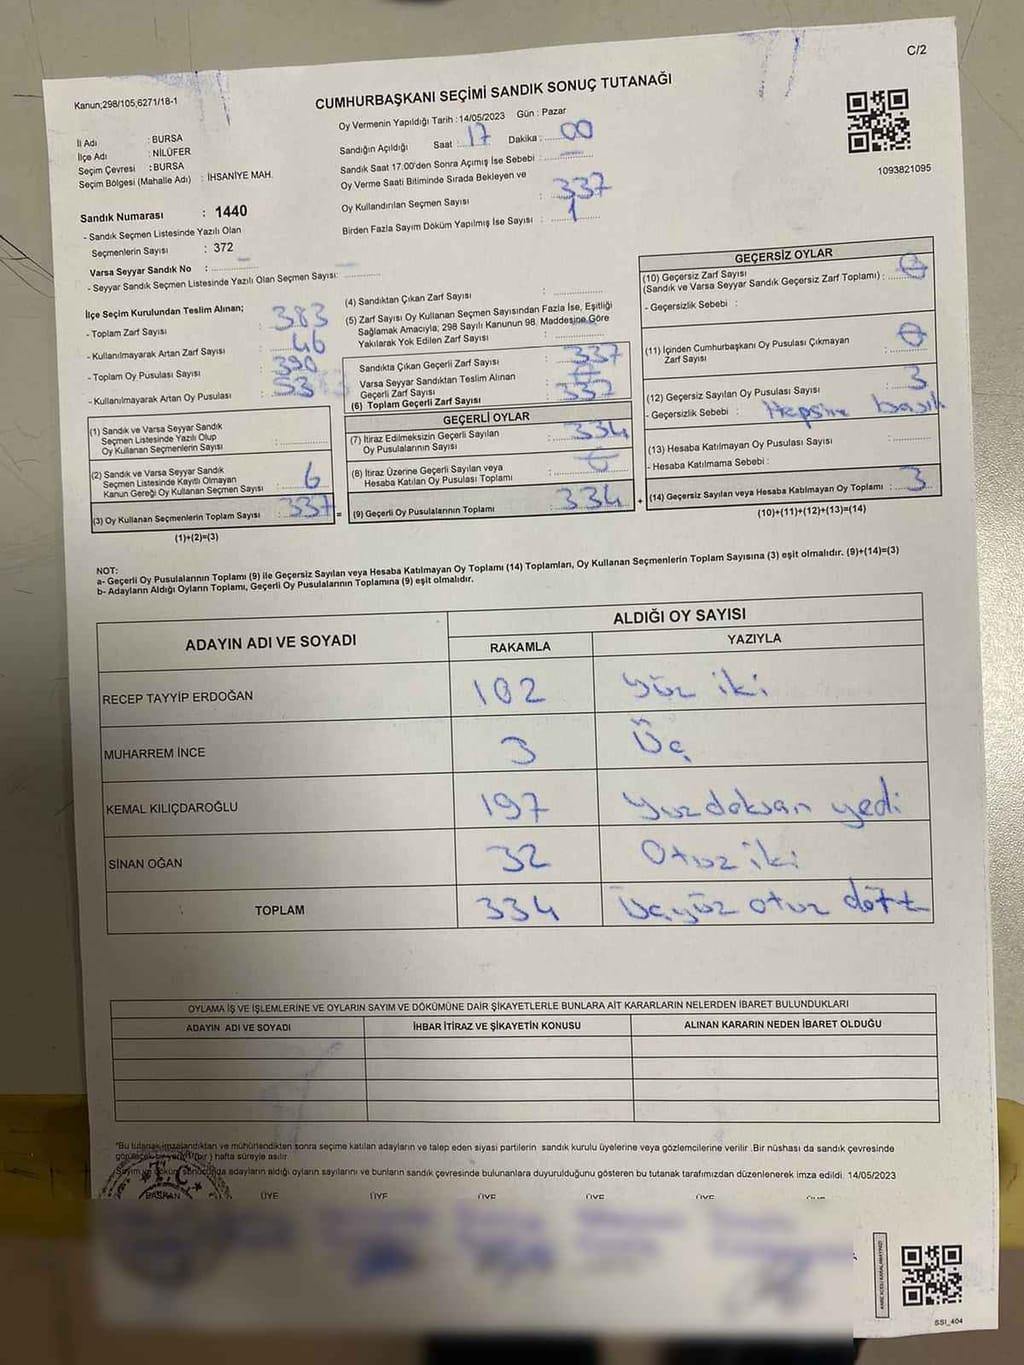 C/2
Kanun;298/105,6271/18-1
CUMHURBAŞKANI SEÇİMİ SANDIK SONUÇ TUTANAĞI
İl Adı : BURSA
İlçe Adı : NİLÜFER
Seçim Çevresi : BURSA
Seçim Bölgesi (Mahalle Adı) : İHSANİYE MAH.
Sandık Numarası : 1440
- Sandık Seçmen Listesinde Yazılı Olan
Seçmenlerin Sayısı : 372
Varsa Seyyar Sandık No :
- Seyyar Sandık Seçmen Listesinde Yazılı Olan Seçmen Sayısı:
Oy Vermenin Yapıldığı Tarih : 14/05/2023 Gün : Pazar
Sandığın Açıldığı Saat : 17 Dakika : 00
Sandık Saat 17:00'den Sonra Açmış İse Sebebi :
Oy Verme Saati Bitiminde Sırada Bekleyen ve
Oy Kullandırılan Seçmen Sayısı : 337
Birden Fazla Sayım Döküm Yapılmış İse Sayısı : 1
1093821095
İlçe Seçim Kurulundan Teslim Alınan;
- Toplam Zarf Sayısı : 383
- Kullanılmayarak Artan Zarf Sayısı : 46
- Toplam Oy Pusulası Sayısı : 390
- Kullanılmayarak Artan Oy Pusulası : 53
(1) Sandık ve Varsa Seyyar Sandık
Seçmen Listesinde Yazılı Olup
Oy Kullanan Seçmenlerin Sayısı :
(2) Sandık ve Varsa Seyyar Sandık
Seçmen Listesinde Kayıtlı Olmayan
Kanun Gereği Oy Kullanan Seçmen Sayısı : 6
(3) Oy Kullanan Seçmenlerin Toplam Sayısı : 337 =
(1)+(2)=(3)
(4) Sandıktan Çıkan Zarf Sayısı :
(5) Zarf Sayısı Oy Kullanan Seçmen Sayısından Fazla İse, Eşitliği
Sağlamak Amacıyla; 298 Sayılı Kanunun 98. Maddesine Göre
Yakılarak Yok Edilen Zarf Sayısı :
Sandıkta Çıkan Geçerli Zarf Sayısı : 337
Varsa Seyyar Sandıktan Teslim Alınan
Geçerli Zarf Sayısı :
(6) Toplam Geçerli Zarf Sayısı : 337
GEÇERLİ OYLAR
(7) İtiraz Edilmeksizin Geçerli Sayılan
Oy Pusulalarının Sayısı : 334
(8) İtiraz Üzerine Geçerli Sayılan veya
Hesaba Katılan Oy Pusulası Toplamı :
(9) Geçerli Oy Pusulalarının Toplamı : 334 +
GEÇERSİZ OYLAR
(10) Geçersiz Zarf Sayısı
(Sandık ve Varsa Seyyar Sandık Geçersiz Zarf Toplamı) :
- Geçersizlik Sebebi :
(11) İçinden Cumhurbaşkanı Oy Pusulası Çıkmayan
Zarf Sayısı :
(12) Geçersiz Sayılan Oy Pusulası Sayısı : 3
- Geçersizlik Sebebi : Hepsine
(13) Hesaba Katılmayan Oy Pusulası Sayısı :
- Hesaba Katılmama Sebebi :
(14) Geçersiz Sayılan veya Hesaba Katılmayan Oy Toplamı : 3
(10)+(11)+(12)+(13)=(14)
NOT:
a- Geçerli Oy Pusulalarının Toplamı (9) ile Geçersiz Sayılan veya Hesaba Katılmayan Oy Toplamı (14) Toplamları, Oy Kullanan Seçmenlerin Toplam Sayısına (3) eşit olmalıdır. (9)+(14)=(3)
b- Adayların Aldığı Oyların Toplamı, Geçerli Oy Pusulalarının Toplamına (9) eşit olmalıdır.
ADAYIN ADI VE SOYADI ALDIĞI OY SAYISI
RAKAMLA YAZIYLA
RECEP TAYYİP ERDOĞAN 102 Yüz iki
MUHARREM İNCE 3 Üç
KEMAL KILIÇDAROĞLU 197 Yuzdoksan yedi
SİNAN OĞAN 32 Otuz iki
TOPLAM 334 Üçyüz otuz dört
OYLAMA İŞ VE İŞLEMLERİNE VE OYLARIN SAYIM VE DÖKÜMÜNE DAİR ŞİKAYETLERLE BUNLARA AİT KARARLARIN NELERDEN İBARET BULUNDUKLARI
ADAYIN ADI VE SOYADI İHBAR İTİRAZ VE ŞİKAYETİN KONUSU ALINAN KARARIN NEDEN İBARET OLDUĞU
"Bu tutanak imzalandıktan ve mühürlendikten sonra seçime katılan adayların ve talep eden siyasi partilerin sandık kurulu üyelerine veya gözlemcilerine verilir .Bir nüshası da sandık çevresinde
görülecek bir yere 1 (bir ) hafta süreyle asılır.
Sayım ve döküm sonucunda adayların aldığı oyların sayılarını ve bunların sandık çevresinde bulunanlara duyurulduğunu gösteren bu tutanak tarafımızdan düzenlenerek imza edildi. 14/05/2023
T.C.
BAŞKAN ÜYE ÜYE ÜYE ÜYE ÜYE ÜYE
SSI_404